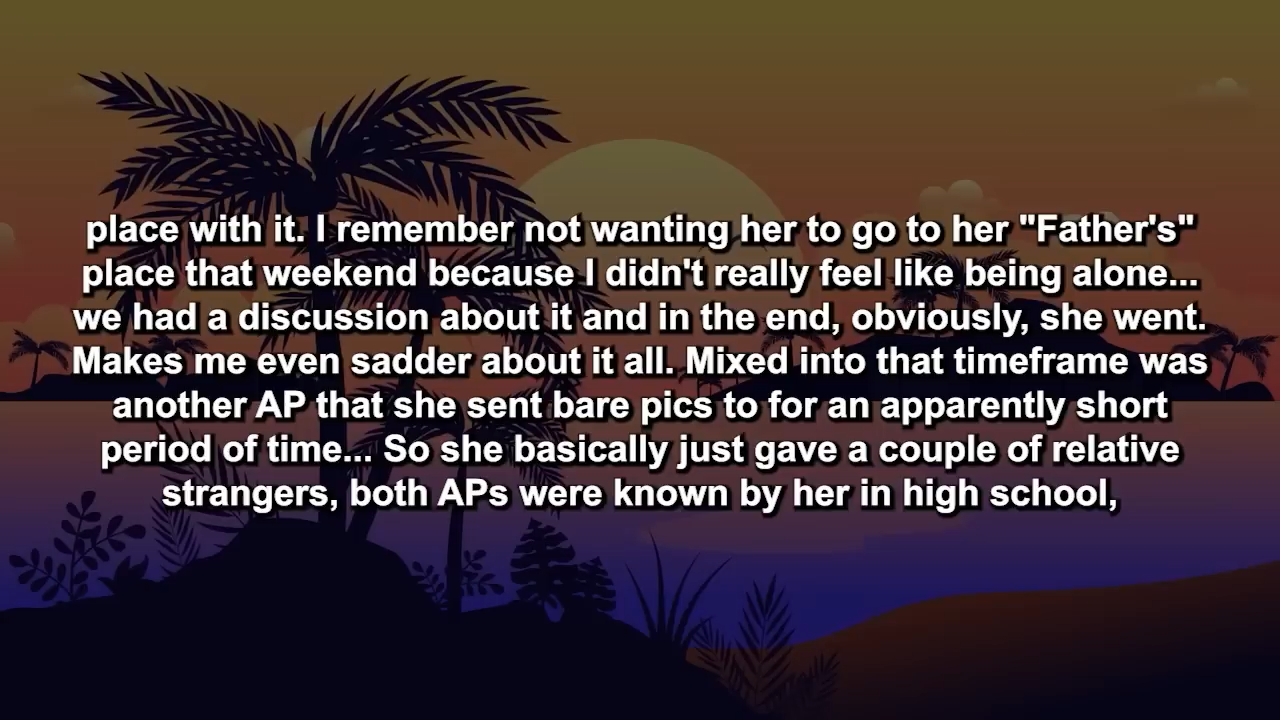 place with it. I remember not wanting her to go to her "Father's"
place that weekend because I didn't really feel like being alone...
we had a discussion about it and in the end, obviously, she went.
Makes me even sadder about it all. Mixed into that timeframe was
another AP that she sent bare pics to for an apparently short
period of time... So she basically just gave a couple of relative
strangers, both APs were known by her in high school,